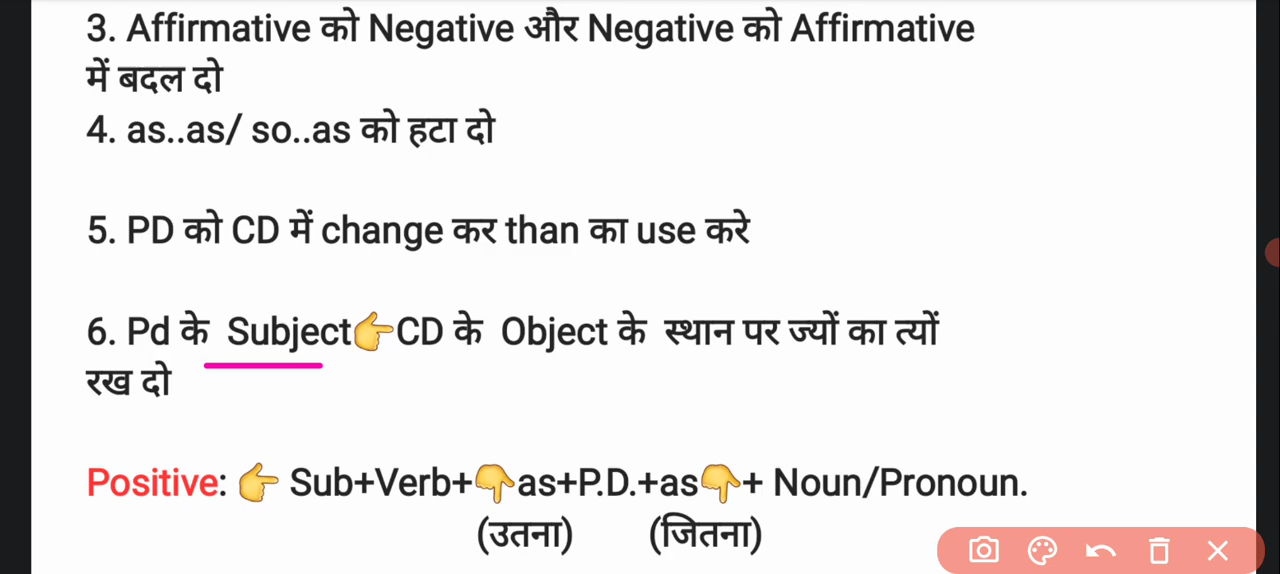 3. Affirmative को Negative और Negative को Affirmative
में बदल दो
4. as..as/ so..as को हटा दो
5. PD को CD में change कर than का use करे
6. Pd के Subject👉CD के Object के स्थान पर ज्यों का त्यों
रख दो
Positive: 👉 Sub+Verb+👇as+P.D.+as👇+ Noun/Pronoun.
(उतना) (जितना)